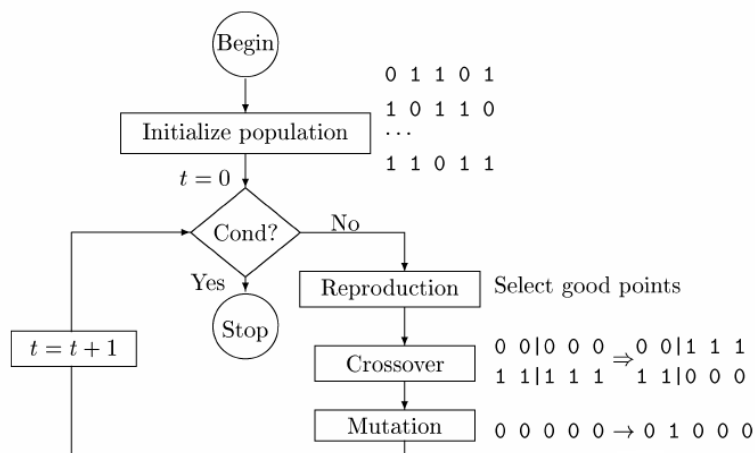 Begin
0 1 1 0 1
1 0 1 1 0
Initialize population
...
1 1 0 1 1
t = 0
Cond?
No
Yes
Reproduction
Select good points
Stop
t = t + 1
0 0|0 0 0 ⇒ 0 0|1 1 1
Crossover
1 1|1 1 1 1 1|0 0 0
Mutation
0 0 0 0 0 → 0 1 0 0 0